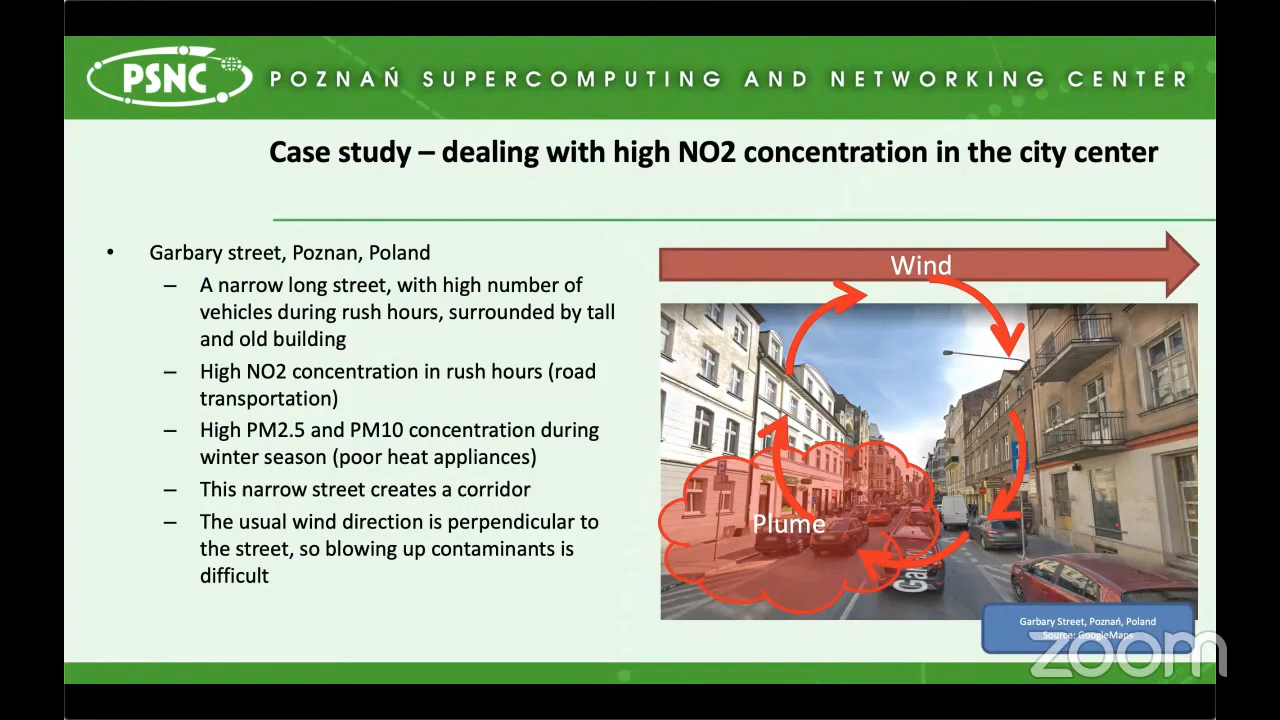 PSNC
POZNAŃ SUPERCOMPUTING AND NETWORKING CENTER
Case study – dealing with high NO2 concentration in the city center
• Garbary street, Poznan, Poland
– A narrow long street, with high number of
vehicles during rush hours, surrounded by tall
and old building
– High NO2 concentration in rush hours (road
transportation)
– High PM2.5 and PM10 concentration during
winter season (poor heat appliances)
– This narrow street creates a corridor
– The usual wind direction is perpendicular to
the street, so blowing up contaminants is
difficult
Wind
Plume
Garbary Street, Poznań, Poland
Source: GoogleMaps
zoom